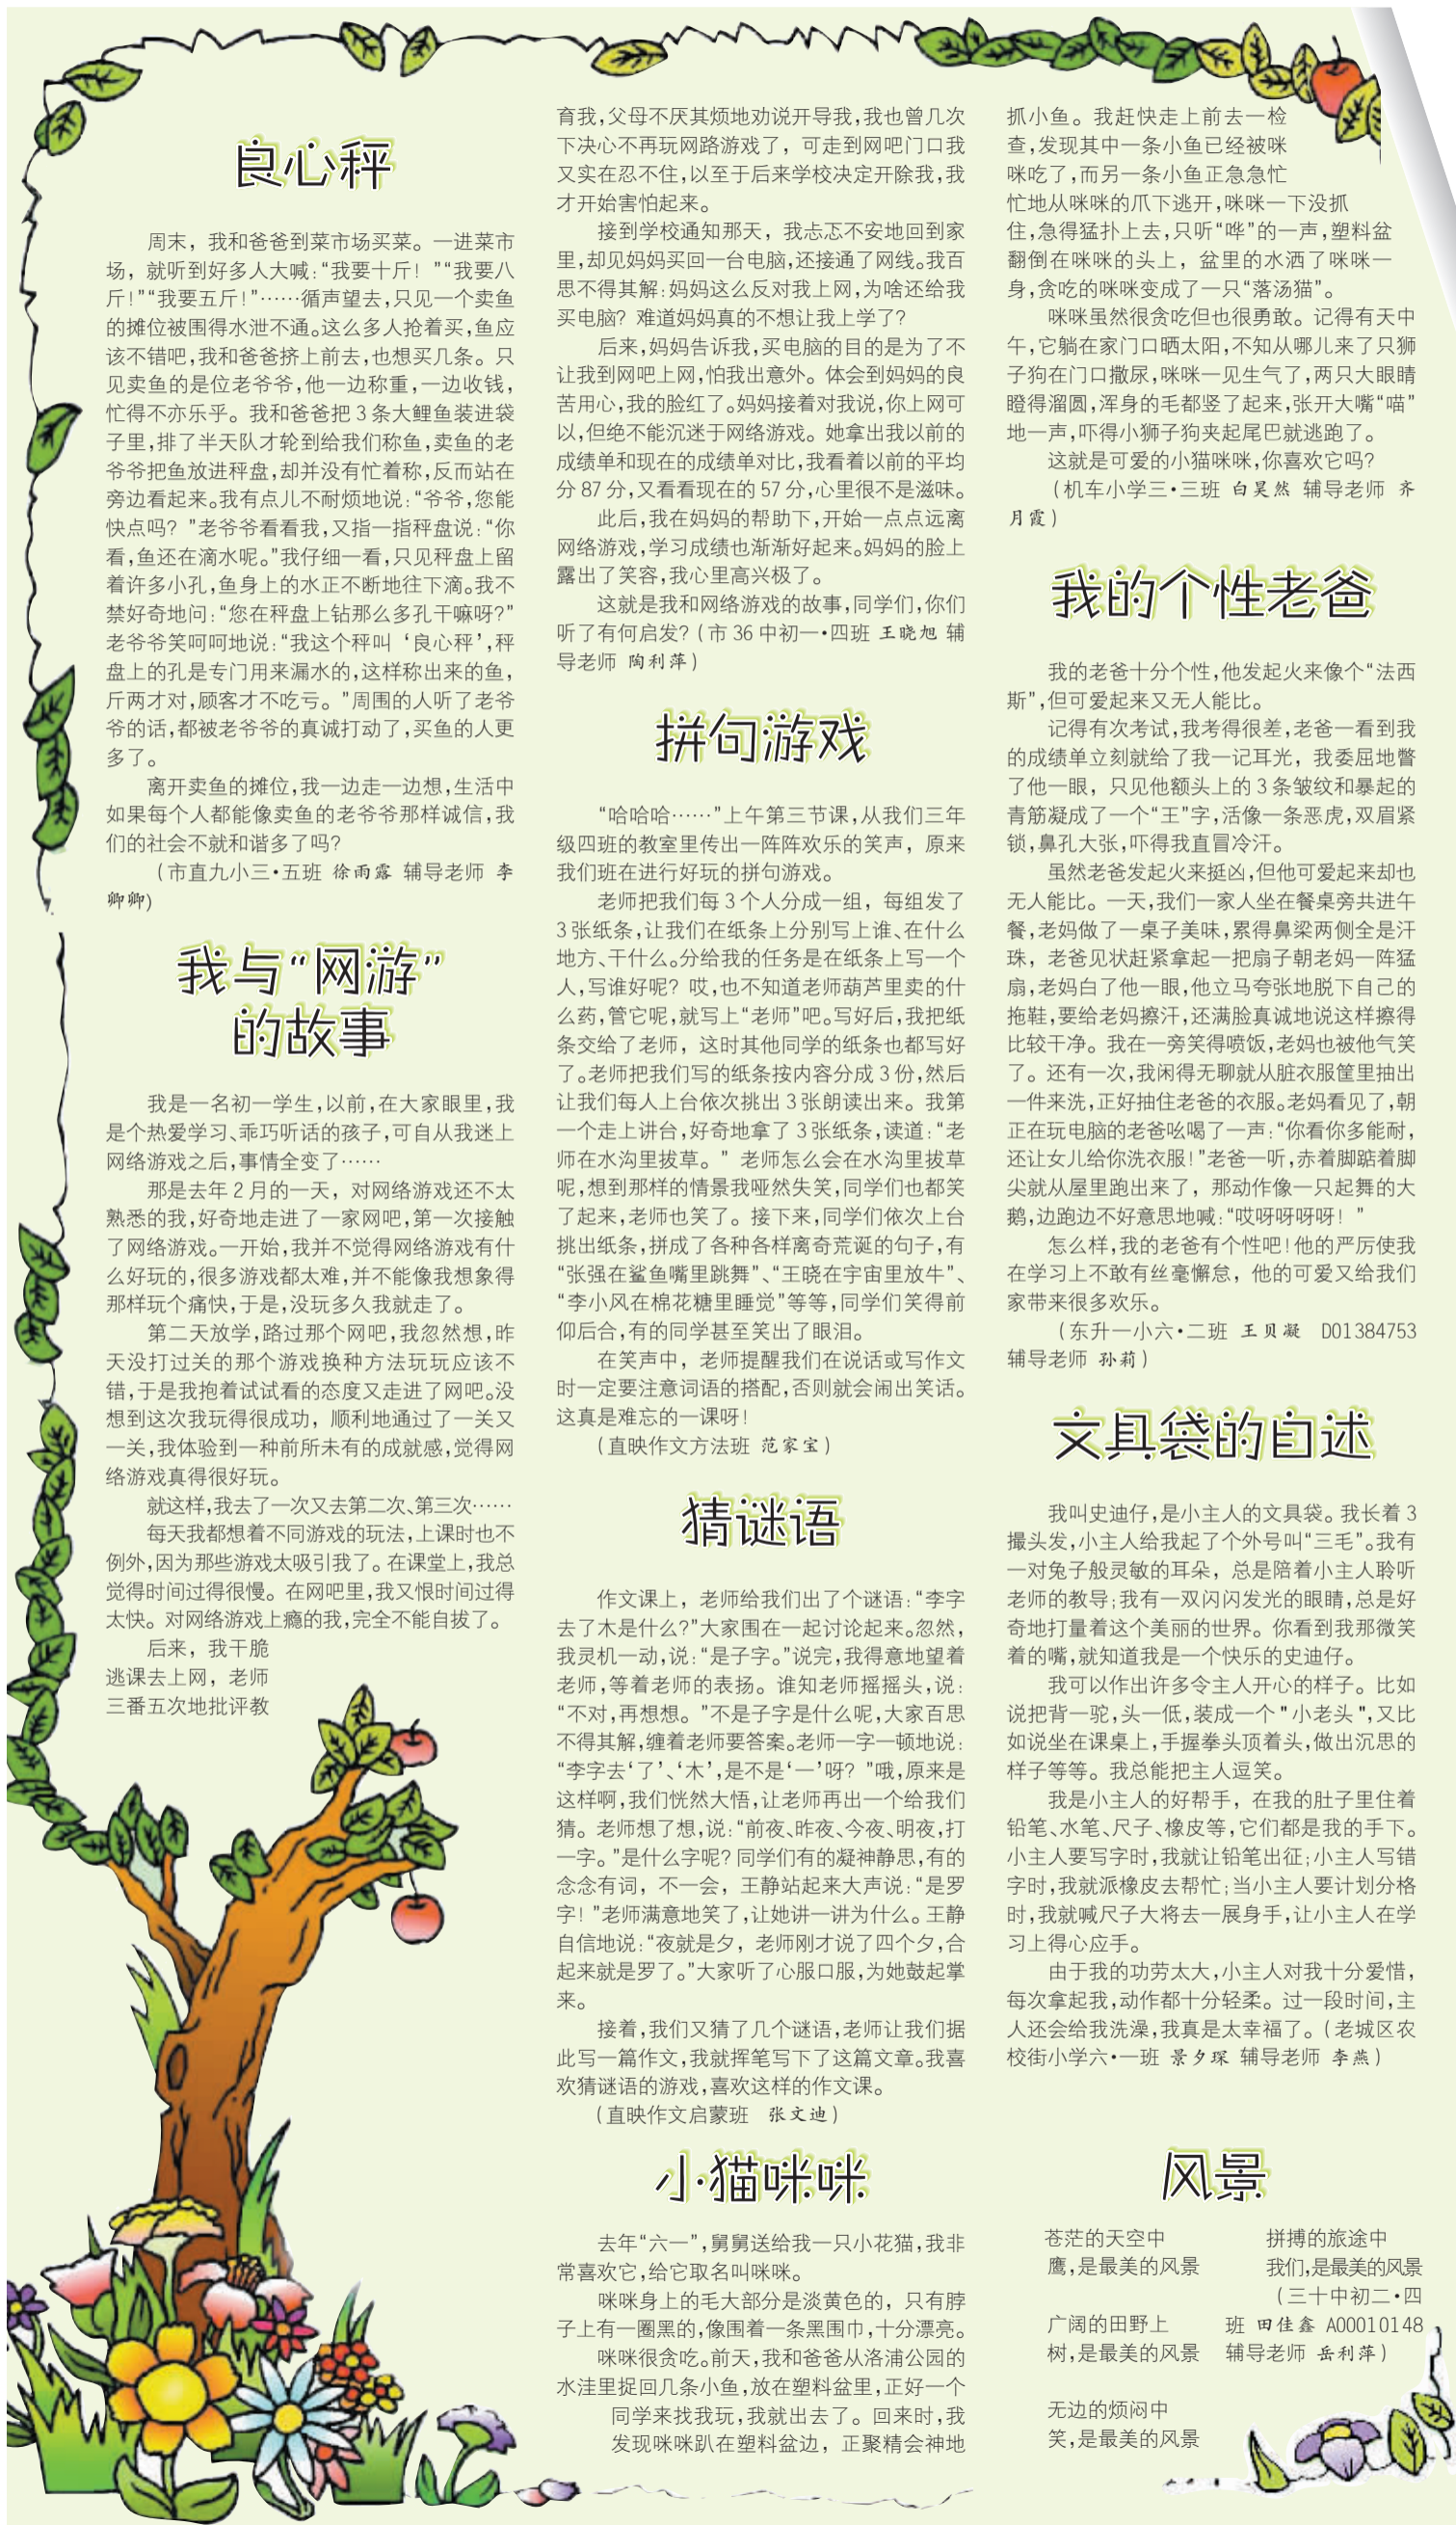 良心秤
周末，我和爸爸到菜市场买菜。一进菜市
场，就听到好多人大喊：“我要十斤！”“我要八
斤！”“我要五斤！”……循声望去，只见一个卖鱼
的摊位被围得水泄不通。这么多人抢着买，鱼应
该不错吧，我和爸爸挤上前去，也想买几条。只
见卖鱼的是位老爷爷，他一边称重，一边收钱，
忙得不亦乐乎。我和爸爸把3条大鲤鱼装进袋
子里，排了半天队才轮到给我们称鱼，卖鱼的老
爷爷把鱼放进秤盘，却并没有忙着称，反而站在
旁边看起来。我有点儿不耐烦地说：“爷爷，您能
快点吗？”老爷爷看看我，又指一指秤盘说：“你
看，鱼还在滴水呢。”我仔细一看，只见秤盘上留
着许多小孔，鱼身上的水正不断地往下滴。我不
禁好奇地问：“您在秤盘上钻那么多孔干嘛呀？”
老爷爷笑呵呵地说：“我这个秤叫‘良心秤’，秤
盘上的孔是专门用来漏水的，这样称出来的鱼，
斤两才对，顾客才不吃亏。”周围的人听了老爷
爷的话，都被老爷爷的真诚打动了，买鱼的人更
多了。
离开卖鱼的摊位，我一边走一边想，生活中
如果每个人都能像卖鱼的老爷爷那样诚信，我
们的社会不就和谐多了吗？
（市直九小三·五班 徐雨露 辅导老师 李
卿卿）
我与“网游”
的故事
我是一名初一学生，以前，在大家眼里，我
是个热爱学习、乖巧听话的孩子，可自从我迷上
网络游戏之后，事情全变了……
那是去年2月的一天，对网络游戏还不太
熟悉的我，好奇地走进了一家网吧，第一次接触
了网络游戏。一开始，我并不觉得网络游戏有什
么好玩的，很多游戏都太难，并不能像我想象得
那样玩个痛快，于是，没玩多久我就走了。
第二天放学，路过那个网吧，我忽然想，昨
天没打过关的那个游戏换种方法玩玩应该不
错，于是我抱着试试看的态度又走进了网吧。没
想到这次我玩得很成功，顺利地通过了一关又
一关，我体验到一种前所未有的成就感，觉得网
络游戏真得很好玩。
就这样，我去了一次又去第二次、第三次……
每天我都想着不同游戏的玩法，上课时也不
例外，因为那些游戏太吸引我了。在课堂上，我总
觉得时间过得很慢。在网吧里，我又恨时间过得
太快。对网络游戏上瘾的我，完全不能自拔了。
后来，我干脆
逃课去上网，老师
三番五次地批评教
育我，父母不厌其烦地劝说开导我，我也曾几次
下决心不再玩网路游戏了，可走到网吧门口我
又实在忍不住，以至于后来学校决定开除我，我
才开始害怕起来。
接到学校通知那天，我忐忑不安地回到家
里，却见妈妈买回一台电脑，还接通了网线。我百
思不得其解：妈妈这么反对我上网，为啥还给我
买电脑？难道妈妈真的不想让我上学了？
后来，妈妈告诉我，买电脑的目的是为了不
让我到网吧上网，怕我出意外。体会到妈妈的良
苦用心，我的脸红了。妈妈接着对我说，你上网可
以，但绝不能沉迷于网络游戏。她拿出我以前的
成绩单和现在的成绩单对比，我看着以前的平均
分87分，又看看现在的57分，心里很不是滋味。
此后，我在妈妈的帮助下，开始一点点远离
网络游戏，学习成绩也渐渐好起来。妈妈的脸上
露出了笑容，我心里高兴极了。
这就是我和网络游戏的故事，同学们，你们
听了有何启发？（市36中初一·四班 王晓旭 辅
导老师 陶利萍）
拼句游戏
“哈哈哈……”上午第三节课，从我们三年
级四班的教室里传出一阵阵欢乐的笑声，原来
我们班在进行好玩的拼句游戏。
老师把我们每3个人分成一组，每组发了
3张纸条，让我们在纸条上分别写上谁、在什么
地方、干什么。分给我的任务是在纸条上写一个
人，写谁好呢？哎，也不知道老师葫芦里卖的什
么药，管它呢，就写上“老师”吧。写好后，我把纸
条交给了老师，这时其他同学的纸条也都写好
了。老师把我们写的纸条按内容分成3份，然后
让我们每人上台依次挑出3张朗读出来。我第
一个走上讲台，好奇地拿了3张纸条，读道：“老
师在水沟里拔草。”老师怎么会在水沟里拔草
呢，想到那样的情景我哑然失笑，同学们也都笑
了起来，老师也笑了。接下来，同学们依次上台
挑出纸条，拼成了各种各样离奇荒诞的句子，有
“张强在鲨鱼嘴里跳舞”、“王晓在宇宙里放牛”、
“李小风在棉花糖里睡觉”等等，同学们笑得前
仰后合，有的同学甚至笑出了眼泪。
在笑声中，老师提醒我们在说话或写作文
时一定要注意词语的搭配，否则就会闹出笑话。
这真是难忘的一课呀！
（直映作文方法班 范家宝）
猜谜语
作文课上，老师给我们出了个谜语：“李字
去了木是什么？”大家围在一起讨论起来。忽然，
我灵机一动，说：“是子字。”说完，我得意地望着
老师，等着老师的表扬。谁知老师摇摇头，说：
“不对，再想想。”不是子字是什么呢，大家百思
不得其解，缠着老师要答案。老师一字一顿地说：
“李字去‘了’、‘木’，是不是‘一’呀？”哦，原来是
这样啊，我们恍然大悟，让老师再出一个给我们
猜。老师想了想，说：“前夜、昨夜、今夜、明夜，打
一字。”是什么字呢？同学们有的凝神静思，有的
念念有词，不一会，王静站起来大声说：“是罗
字！”老师满意地笑了，让她讲一讲为什么。王静
自信地说：“夜就是夕，老师刚才说了四个夕，合
起来就是罗了。”大家听了心服口服，为她鼓起掌
来。
接着，我们又猜了几个谜语，老师让我们据
此写一篇作文，我就挥笔写下了这篇文章。我喜
欢猜谜语的游戏，喜欢这样的作文课。
（直映作文启蒙班 张文迪）
小猫咪咪
去年“六一”，舅舅送给我一只小花猫，我非
常喜欢它，给它取名叫咪咪。
咪咪身上的毛大部分是淡黄色的，只有脖
子上有一圈黑的，像围着一条黑围巾，十分漂亮。
咪咪很贪吃。前天，我和爸爸从洛浦公园的
水洼里捉回几条小鱼，放在塑料盆里，正好一个
同学来找我玩，我就出去了。回来时，我
发现咪咪趴在塑料盆边，正聚精会神地
抓小鱼。我赶快走上前去一检
查，发现其中一条小鱼已经被咪
咪吃了，而另一条小鱼正急急忙
忙地从咪咪的爪下逃开，咪咪一下没抓
住，急得猛扑上去，只听“哗”的一声，塑料盆
翻倒在咪咪的头上，盆里的水洒了咪咪一
身，贪吃的咪咪变成了一只“落汤猫”。
咪咪虽然很贪吃但也很勇敢。记得有天中
午，它躺在家门口晒太阳，不知从哪儿来了只狮
子狗在门口撒尿，咪咪一见生气了，两只大眼睛
瞪得溜圆，浑身的毛都竖了起来，张开大嘴“喵”
地一声，吓得小狮子狗夹起尾巴就逃跑了。
这就是可爱的小猫咪咪，你喜欢它吗？
（机车小学三·三班 白昊然 辅导老师 齐
月霞）
我的个性老爸
我的老爸十分个性，他发起火来像个“法西
斯”，但可爱起来又无人能比。
记得有次考试，我考得很差，老爸一看到我
的成绩单立刻就给了我一记耳光，我委屈地瞥
了他一眼，只见他额头上的3条皱纹和暴起的
青筋凝成了一个“王”字，活像一条恶虎，双眉紧
锁，鼻孔大张，吓得我直冒冷汗。
虽然老爸发起火来挺凶，但他可爱起来却也
无人能比。一天，我们一家人坐在餐桌旁共进午
餐，老妈做了一桌子美味，累得鼻梁两侧全是汗
珠，老爸见状赶紧拿起一把扇子朝老妈一阵猛
扇，老妈白了他一眼，他立马夸张地脱下自己的
拖鞋，要给老妈擦汗，还满脸真诚地说这样擦得
比较干净。我在一旁笑得喷饭，老妈也被他气笑
了。还有一次，我闲得无聊就从脏衣服筐里抽出
一件来洗，正好抽住老爸的衣服。老妈看见了，朝
正在玩电脑的老爸吆喝了一声：“你看你多能耐，
还让女儿给你洗衣服！”老爸一听，赤着脚踮着脚
尖就从屋里跑出来了，那动作像一只起舞的大
鹅，边跑边不好意思地喊：“哎呀呀呀呀！”
怎么样，我的老爸有个性吧！他的严厉使我
在学习上不敢有丝毫懈怠，他的可爱又给我们
家带来很多欢乐。
（东升一小六·二班 王贝凝 D01384753
辅导老师 孙莉）
文具袋的自述
我叫史迪仔，是小主人的文具袋。我长着3
撮头发，小主人给我起了个外号叫“三毛”。我有
一对兔子般灵敏的耳朵，总是陪着小主人聆听
老师的教导；我有一双闪闪发光的眼睛，总是好
奇地打量着这个美丽的世界。你看到我那微笑
着的嘴，就知道我是一个快乐的史迪仔。
我可以作出许多令主人开心的样子。比如
说把背一驼，头一低，装成一个"小老头"，又比
如说坐在课桌上，手握拳头顶着头，做出沉思的
样子等等。我总能把主人逗笑。
我是小主人的好帮手，在我的肚子里住着
铅笔、水笔、尺子、橡皮等，它们都是我的手下。
小主人要写字时，我就让铅笔出征；小主人写错
字时，我就派橡皮去帮忙；当小主人要计划分格
时，我就喊尺子大将去一展身手，让小主人在学
习上得心应手。
由于我的功劳太大，小主人对我十分爱惜，
每次拿起我，动作都十分轻柔。过一段时间，主
人还会给我洗澡，我真是太幸福了。（老城区农
校街小学六·一班 景夕琛 辅导老师 李燕）
风景
苍茫的天空中
鹰，是最美的风景
广阔的田野上
树，是最美的风景
无边的烦闷中
笑，是最美的风景
拼搏的旅途中
我们，是最美的风景
（三十中初二·四
班 田佳鑫 A00010148
辅导老师 岳利萍）